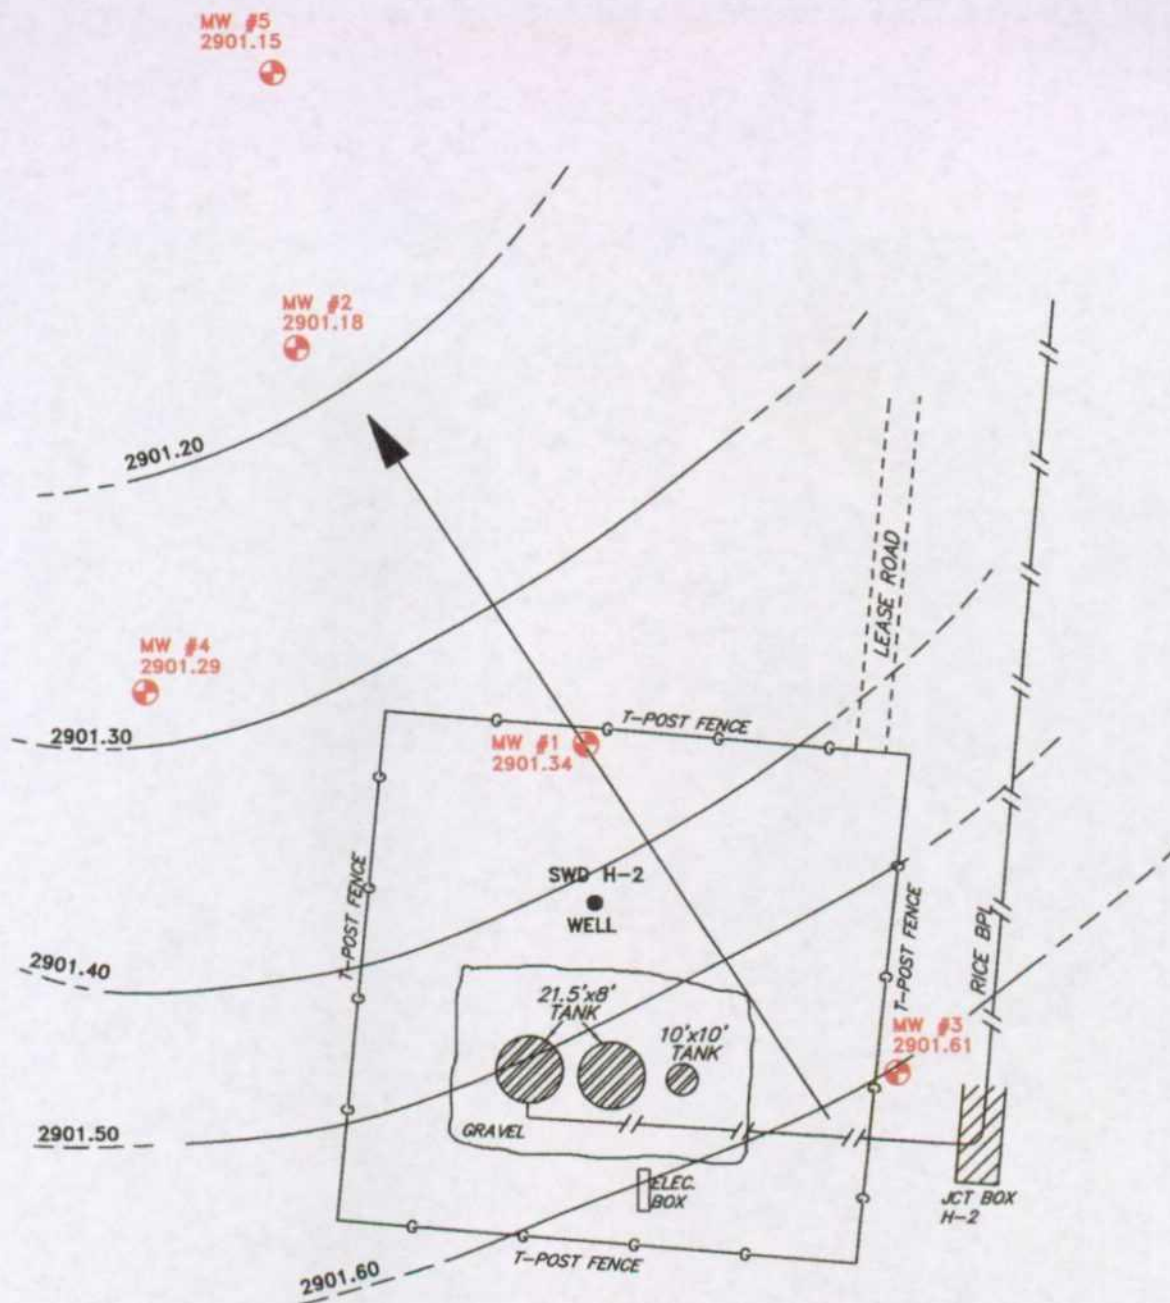 MW #5
2901.15
MW #2
2901.18
2901.20
LEASE ROAD
MW #4
2901.29
2901.30
T-POST FENCE
MW #1
2901.34
T-POST FENCE
SWD H-2
WELL
T-POST FENCE
RICE BPL
2901.40
21.5'x8'
TANK
10'x10'
TANK
MW #3
2901.61
2901.50
GRAVEL
ELEC.
BOX
JCT BOX
H-2
T-POST FENCE
2901.60